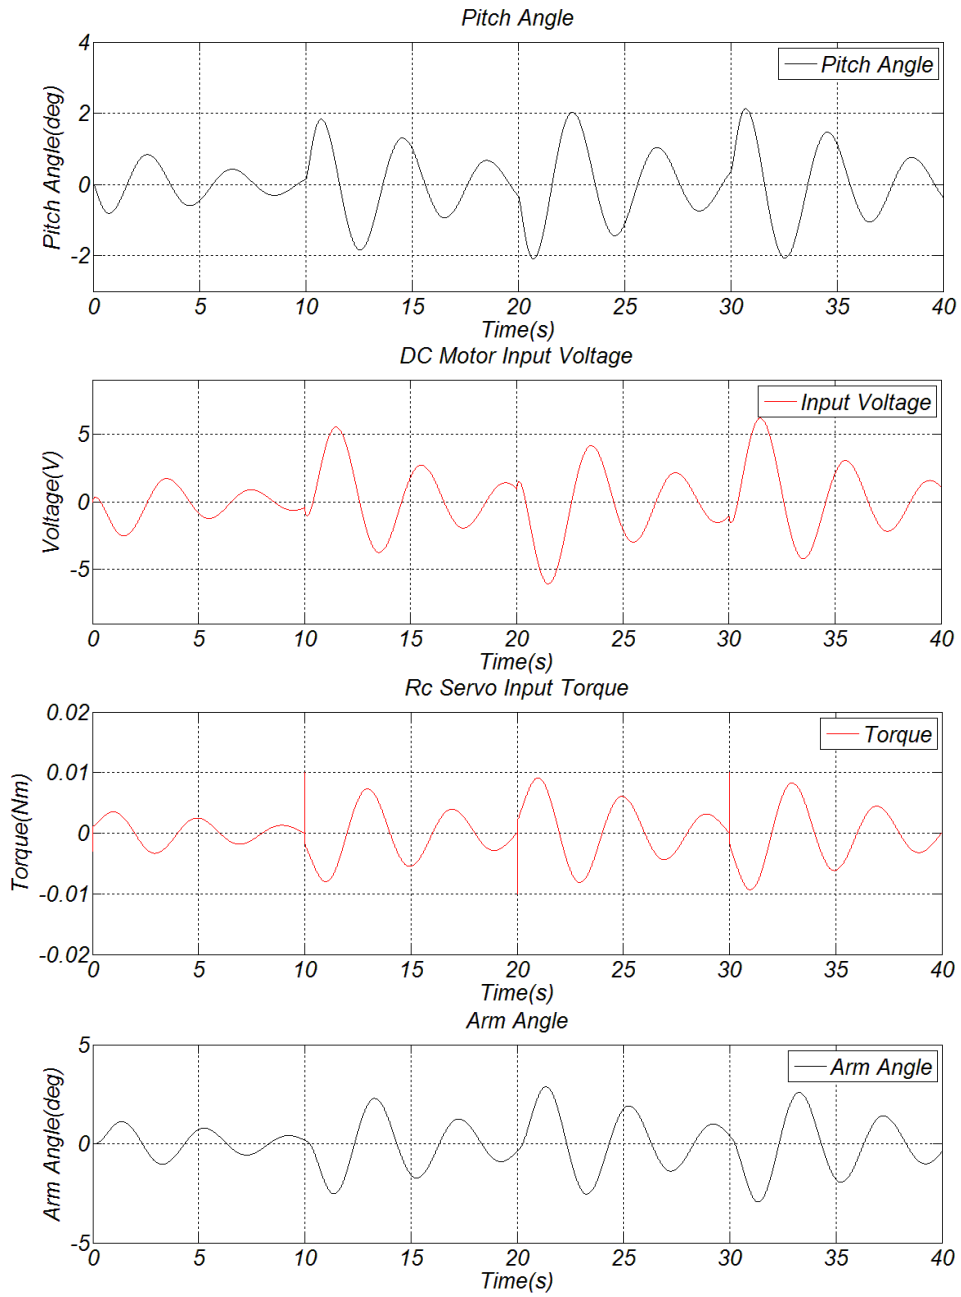 Pitch Angle
4
Pitch Angle
2
0
-2
Pitch Angle(deg)
0 5 10 15 20 25 30 35 40
Time(s)
DC Motor Input Voltage
Input Voltage
5
0
-5
Voltage(V)
0 5 10 15 20 25 30 35 40
Time(s)
Rc Servo Input Torque
0.02
Torque
0.01
0
-0.01
-0.02
Torque(Nm)
0 5 10 15 20 25 30 35 40
Time(s)
Arm Angle
5
Arm Angle
0
-5
Arm Angle(deg)
0 5 10 15 20 25 30 35 40
Time(s)